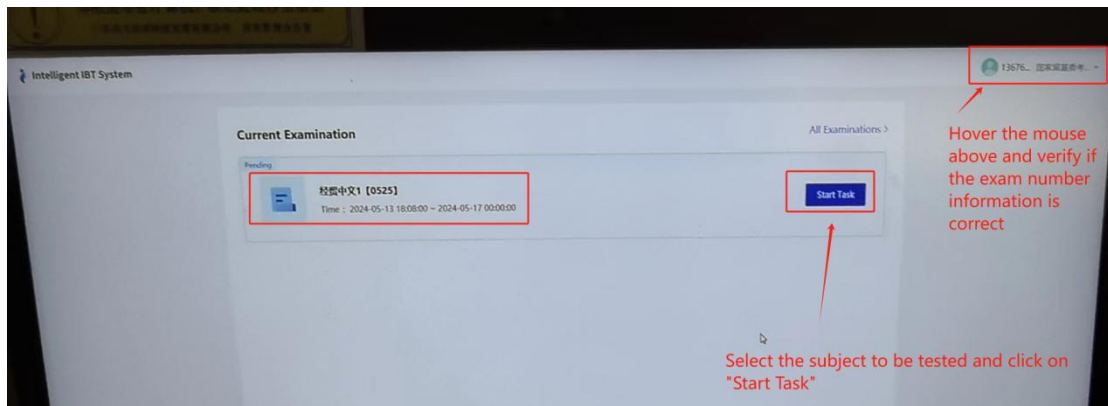 Intelligent IBT System
13676...
Current Examination
All Examinations >
Pending
经贸中文1【0525】
Time : 2024-05-13 18:08:00 ~ 2024-05-17 00:00:00
Start Task
Hover the mouse
above and verify if
the exam number
information is
correct
Select the subject to be tested and click on
"Start Task"